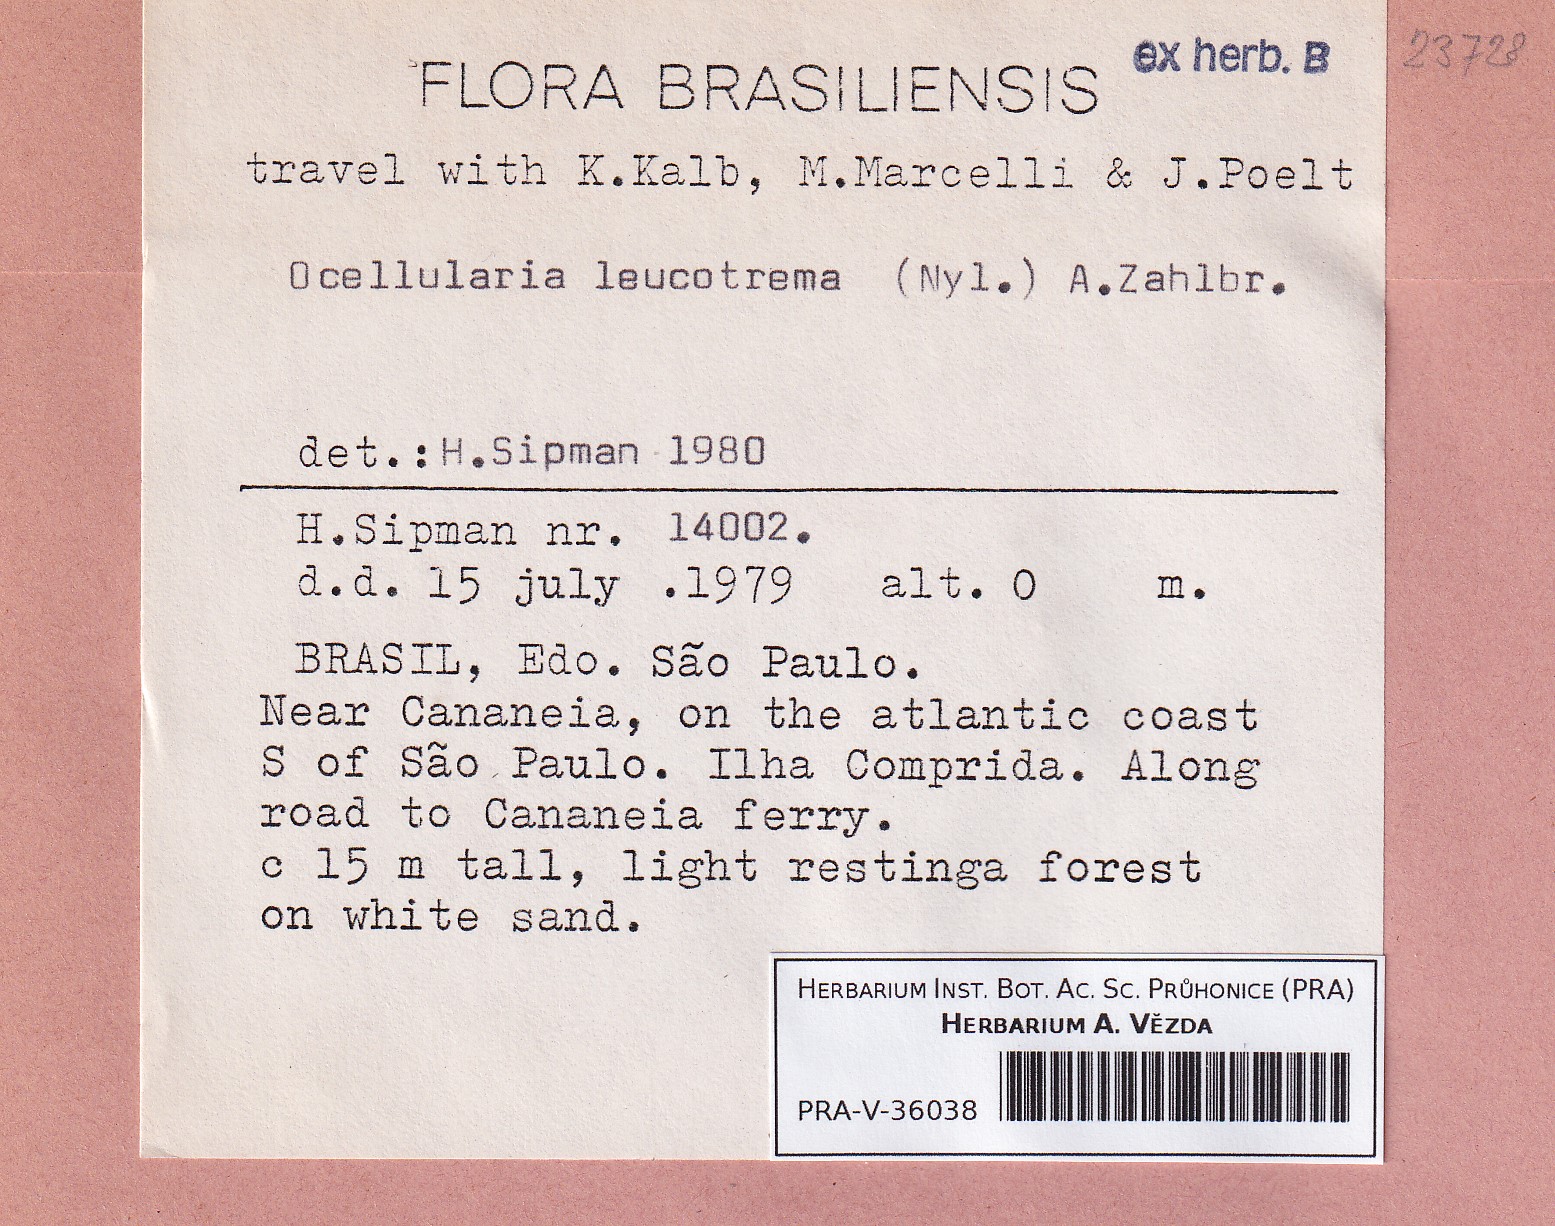 ex herb. B
23728
FLORA BRASILIENSIS
travel with K.Kalb, M.Marcelli & J.Poelt
Ocellularia leucotrema (Nyl.) A.Zahlbr.
det.: H.Sipman 1980
H.Sipman nr. 14002.
d.d. 15 july .1979 alt. 0 m.
BRASIL, Edo. São Paulo.
Near Cananeia, on the atlantic coast
S of São Paulo. Ilha Comprida. Along
road to Cananeia ferry.
c 15 m tall, light restinga forest
on white sand.
HERBARIUM INST. BOT. AC. SC. PRŮHONICE (PRA)
HERBARIUM A. VĚZDA
PRA-V-36038